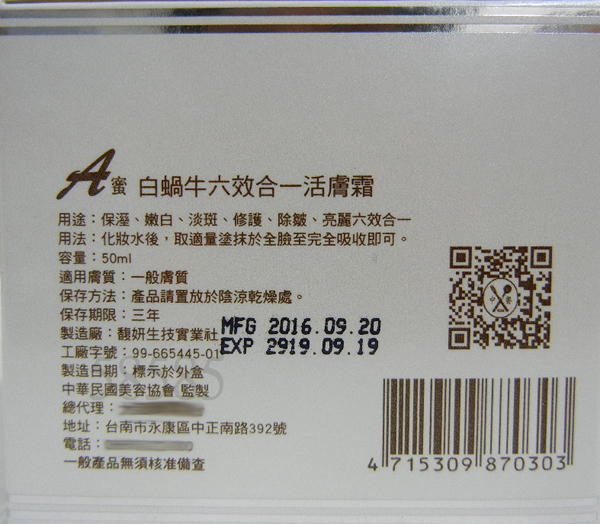 A蜜 白蝸牛六效合一活膚霜
用途：保溼、嫩白、淡斑、修護、除皺、亮麗六效合一
用法：化妝水後，取適量塗抹於全臉至完全吸收即可。
容量：50ml
適用膚質：一般膚質
保存方法：產品請置放於陰涼乾燥處。
保存期限：三年
製造廠：馥妍生技實業社
MFG 2016.09.20
工廠字號：99-665445-01
EXP 2919.09.19
製造日期：標示於外盒
中華民國美容協會 監製
總代理：
地址：台南市永康區中正南路392號
電話：
一般產品無須核准備查
4 715309 870303